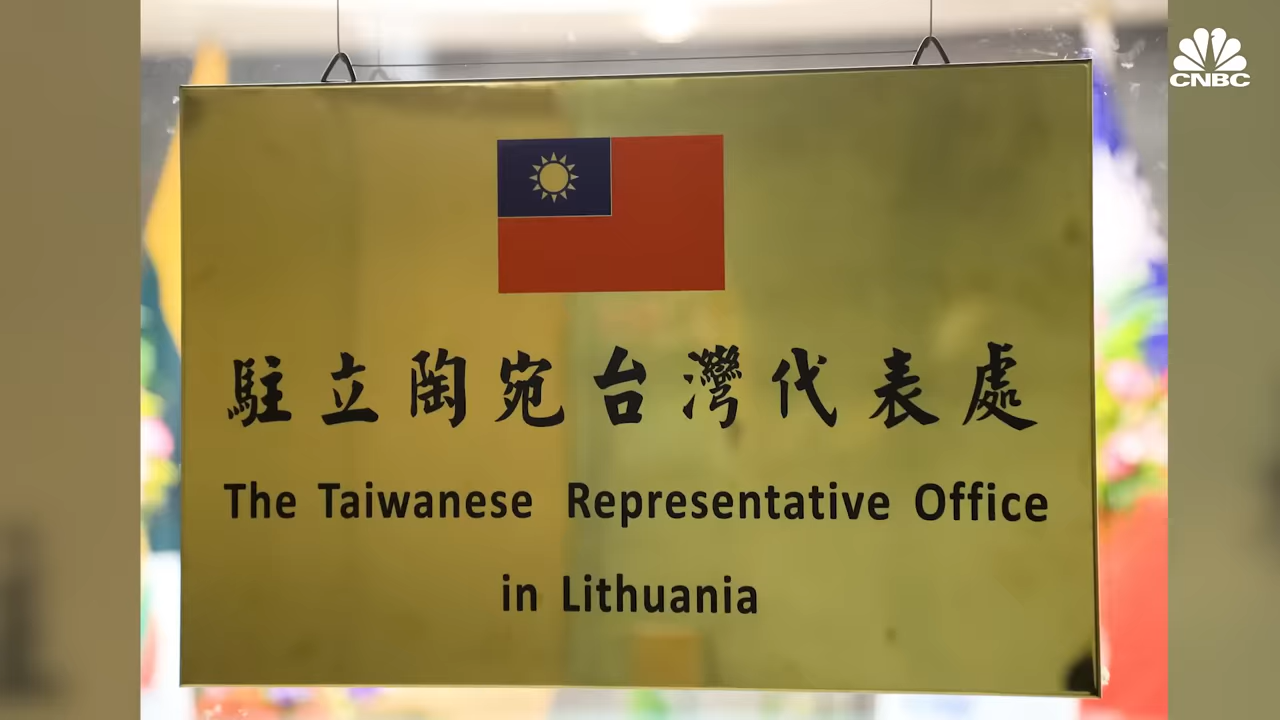 CNBC
駐立陶宛台灣代表處
The Taiwanese Representative Office
in Lithuania